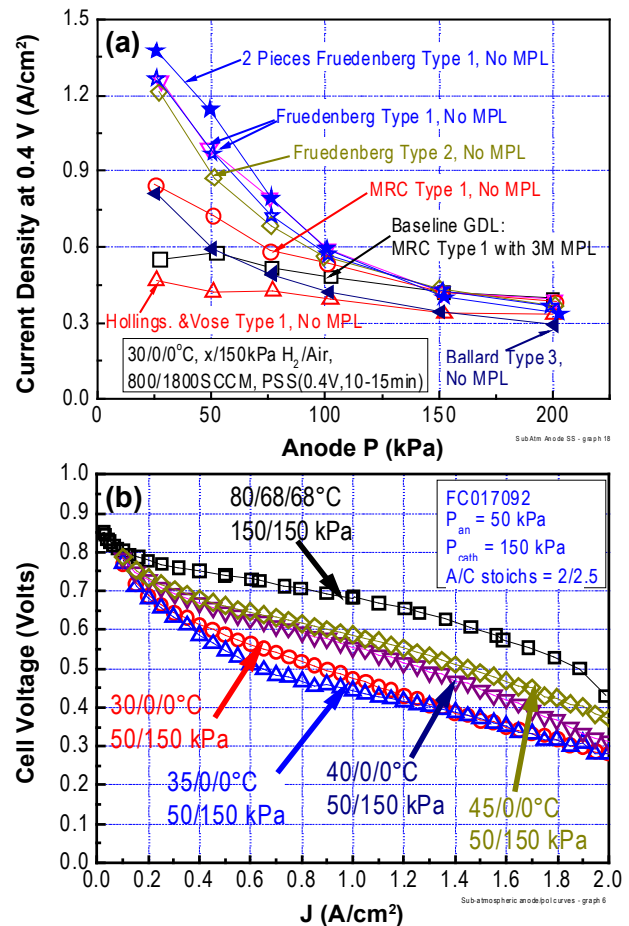 (a)
2 Pieces Fruedenberg Type 1, No MPL
Fruedenberg Type 1, No MPL
Fruedenberg Type 2, No MPL
MRC Type 1, No MPL
Baseline GDL:
MRC Type 1 with 3M MPL
Hollings. &Vose Type 1, No MPL
Ballard Type 3,
No MPL
30/0/0°C, x/150kPa H2/Air,
800/1800SCCM, PSS(0.4V,10-15min)
Current Density at 0.4 V (A/cm²)
1.5
1.2
0.9
0.6
0.3
0.0
0 50 100 150 200
Anode P (kPa)
SubAtm Anode SS - graph 18
(b)
80/68/68°C
150/150 kPa
FC017092
Pan = 50 kPa
Pcath = 150 kPa
A/C stoichs = 2/2.5
30/0/0°C
50/150 kPa
35/0/0°C
50/150 kPa
40/0/0°C
50/150 kPa
45/0/0°C
50/150 kPa
Cell Voltage (Volts)
1.0
0.9
0.8
0.7
0.6
0.5
0.4
0.3
0.2
0.1
0.0
0.0 0.2 0.4 0.6 0.8 1.0 1.2 1.4 1.6 1.8 2.0
J (A/cm²)
Sub-atmospheric anode/pol curves - graph 6